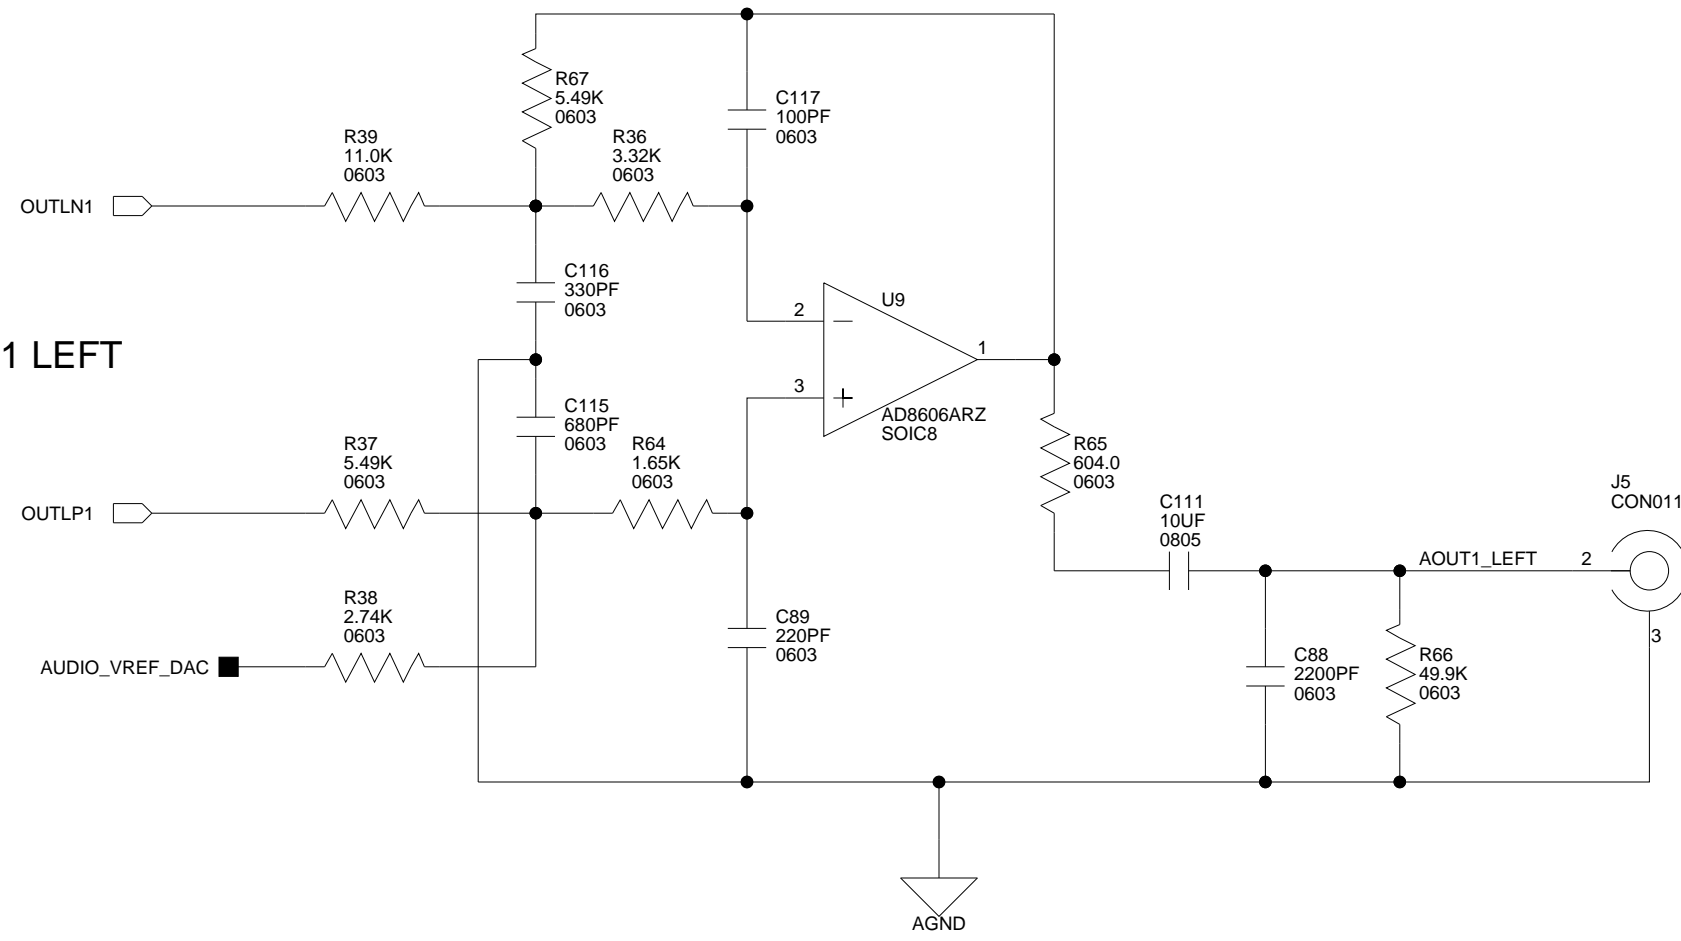 R67
5.49K
0603
C117
100PF
0603
R39
11.0K
0603
R36
3.32K
0603
OUTLN1
C116
330PF
0603
U9
2
1 LEFT
1
3
C115
680PF
0603
AD8606ARZ
SOIC8
R37
5.49K
0603
R64
1.65K
0603
R65
604.0
0603
J5
CON011
OUTLP1
C111
10UF
0805
AOUT1_LEFT
2
R38
2.74K
0603
C89
220PF
0603
3
AUDIO_VREF_DAC
C88
2200PF
0603
R66
49.9K
0603
AGND